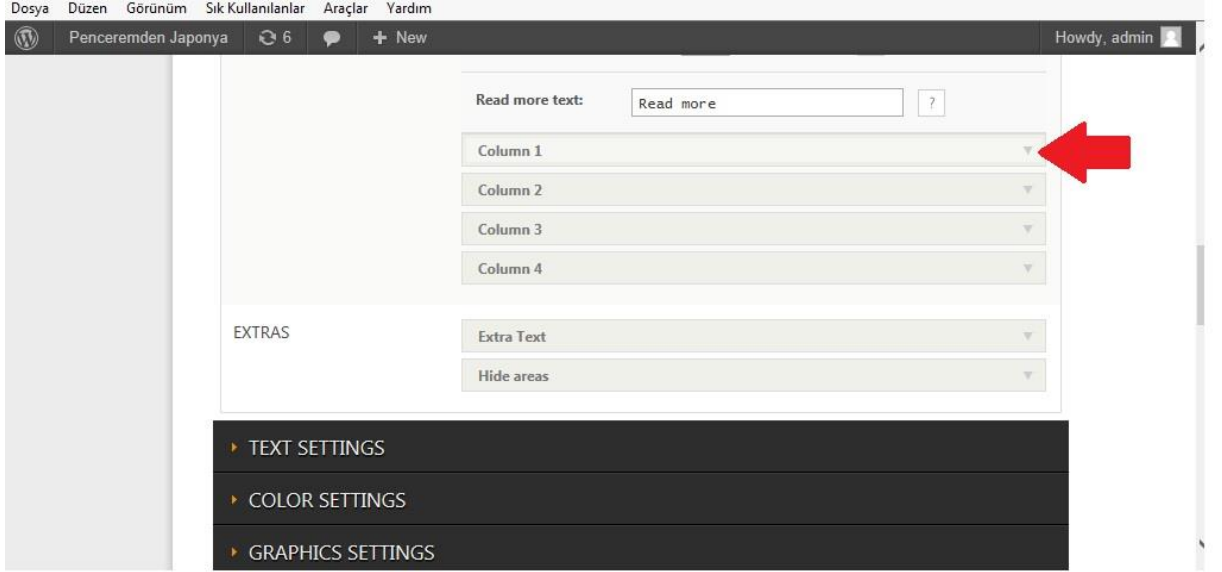 Dosya Düzen Görünüm Sık Kullanılanlar Araçlar Yardım
Penceremden Japonya 6 + New Howdy, admin
Read more text: Read more ?
Column 1
Column 2
Column 3
Column 4
EXTRAS Extra Text
Hide areas
TEXT SETTINGS
COLOR SETTINGS
GRAPHICS SETTINGS